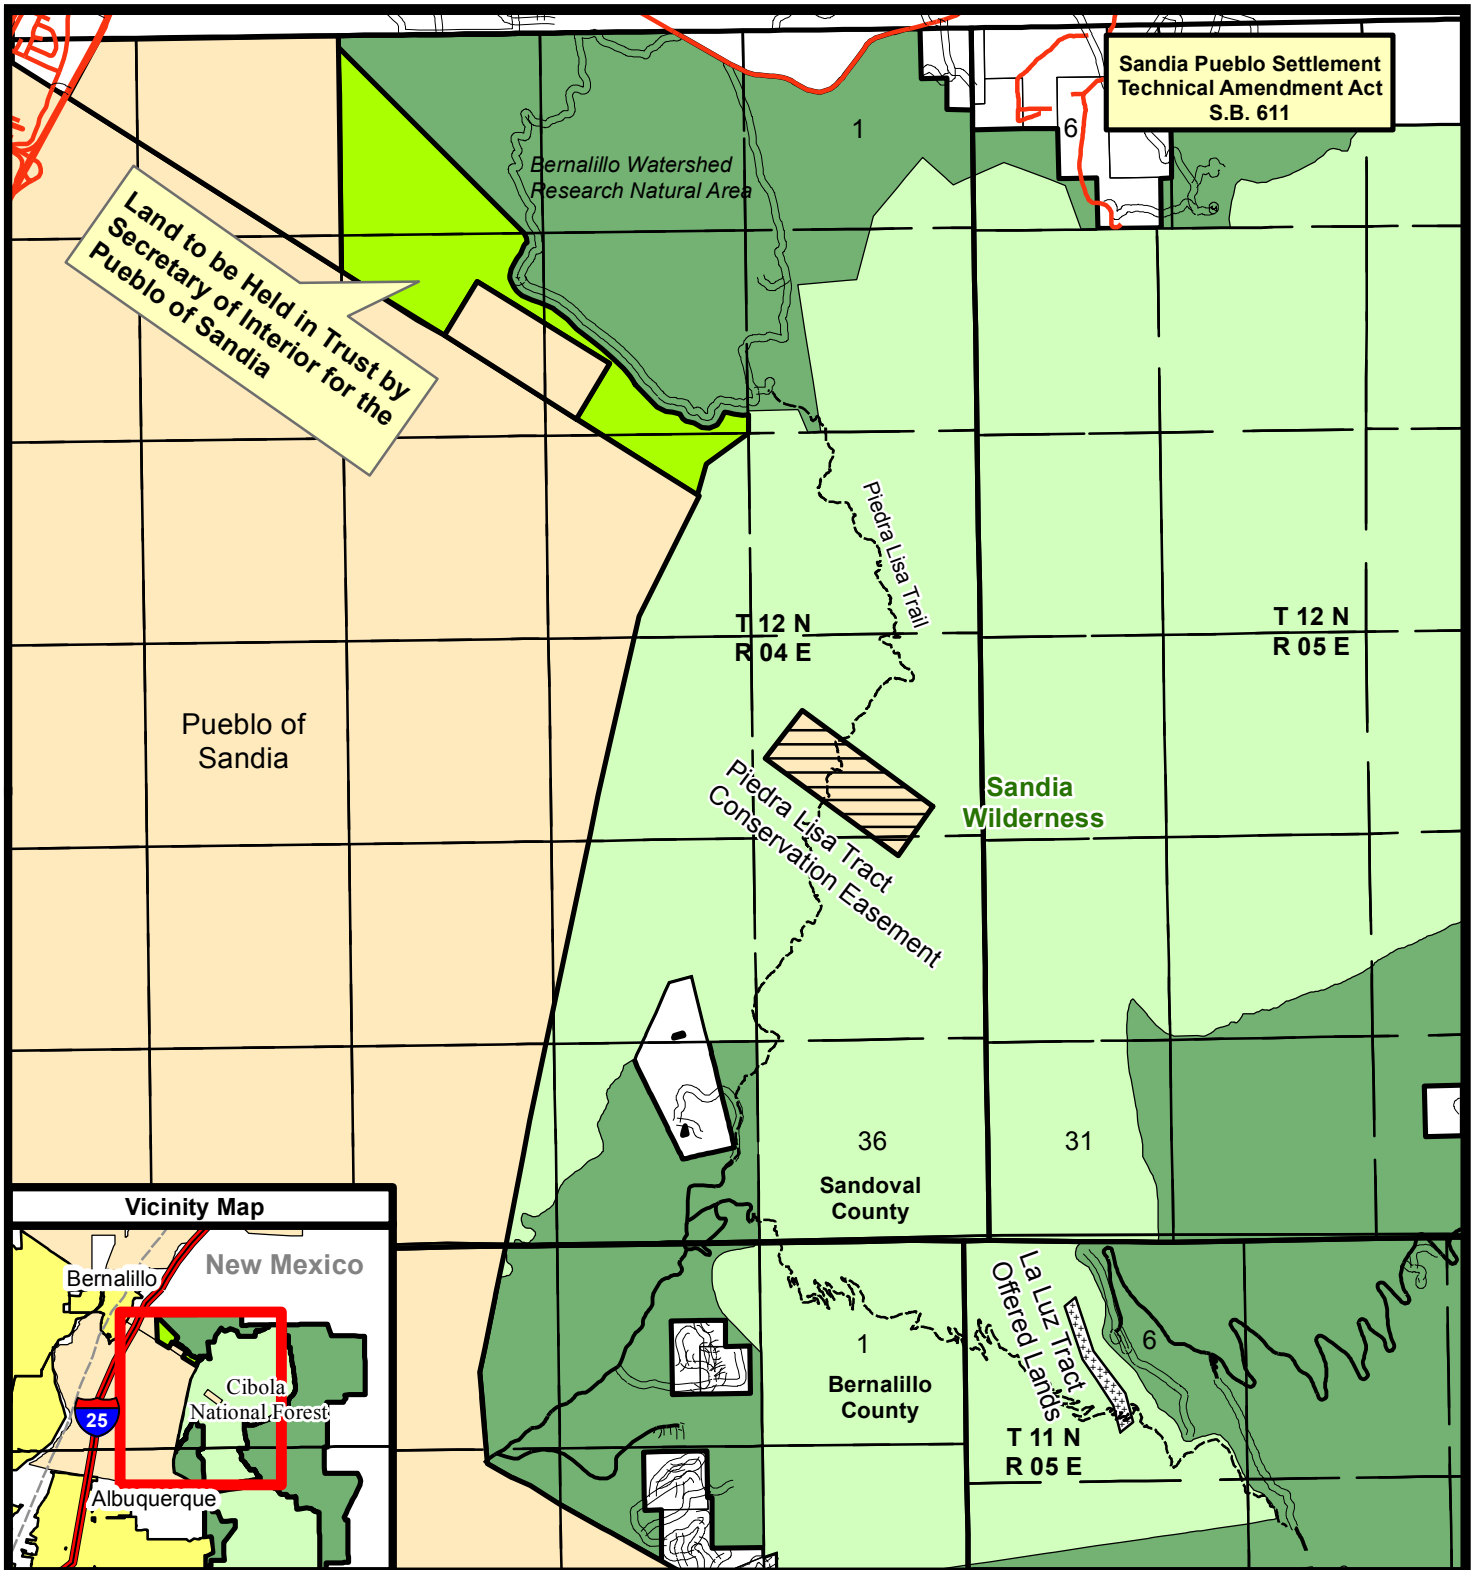 Sandia Pueblo Settlement
Technical Amendment Act
S.B. 611
1
6
Bernalillo Watershed
Research Natural Area
Land to be Held in Trust by
Secretary of Interior for the
Pueblo of Sandia
Piedra Lisa Trail
T 12 N
R 04 E
T 12 N
R 05 E
Pueblo of
Sandia
Sandia
Wilderness
Piedra Lisa Tract
Conservation Easement
36
31
Sandoval
County
Vicinity Map
New Mexico
Bernalillo
Cibola
National Forest
25
Albuquerque
La Luz Tract
Offered Lands
1
6
Bernalillo
County
T 11 N
R 05 E